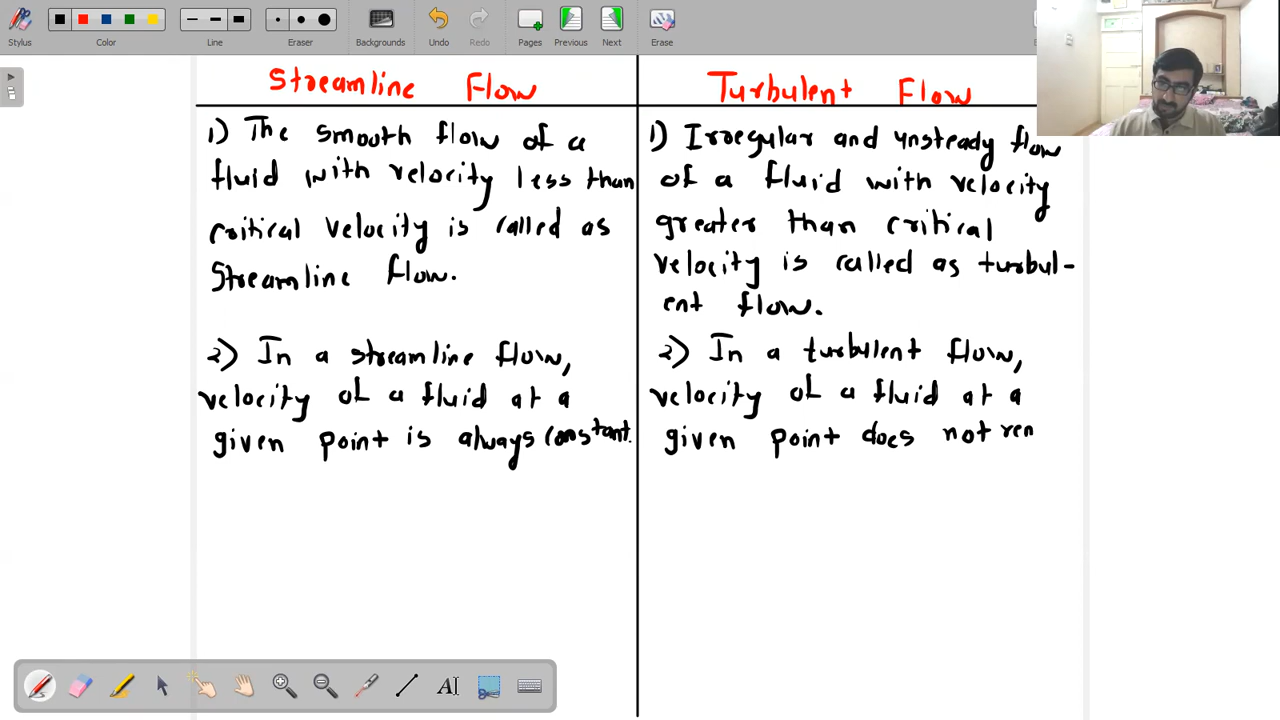 Stylus
Color
Line
Eraser
Backgrounds
Undo
Redo
Pages
Previous
Next
Erase
Streamline Flow
1) The smooth flow of a
fluid with velocity less than
critical velocity is called as
Streamline flow.
2) In a streamline flow,
velocity of a fluid at a
given point is always constant.
Turbulent Flow
1) Irregular and unsteady flow
of a fluid with velocity
greater than critical
velocity is called as turbul-
ent flow.
2) In a turbulent flow,
velocity of a fluid at a
given point does not rem